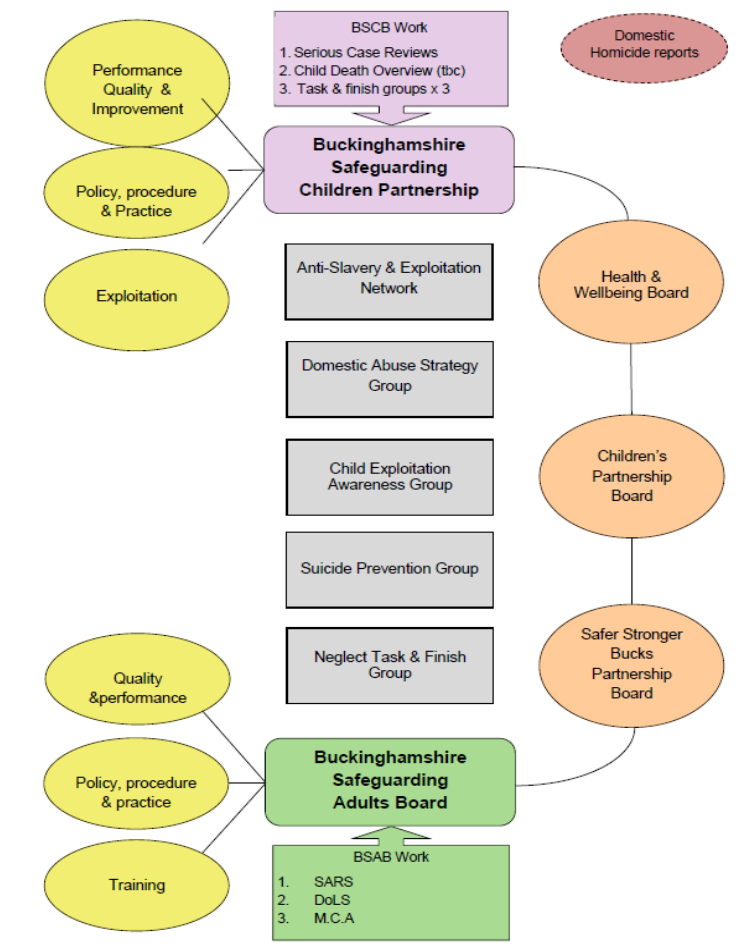 BSCB Work
1. Serious Case Reviews
2. Child Death Overview (tbc)
3. Task & finish groups x 3
Domestic
Homicide reports
Performance
Quality &
Improvement
Policy, procedure
& Practice
Exploitation
Buckinghamshire
Safeguarding
Children Partnership
Anti-Slavery & Exploitation
Network
Domestic Abuse Strategy
Group
Child Exploitation
Awareness Group
Suicide Prevention Group
Neglect Task & Finish
Group
Health &
Wellbeing Board
Children’s
Partnership
Board
Safer Stronger
Bucks
Partnership
Board
Quality
&performance
Policy, procedure
& practice
Training
Buckinghamshire
Safeguarding
Adults Board
BSAB Work
1. SARS
2. DoLS
3. M.C.A